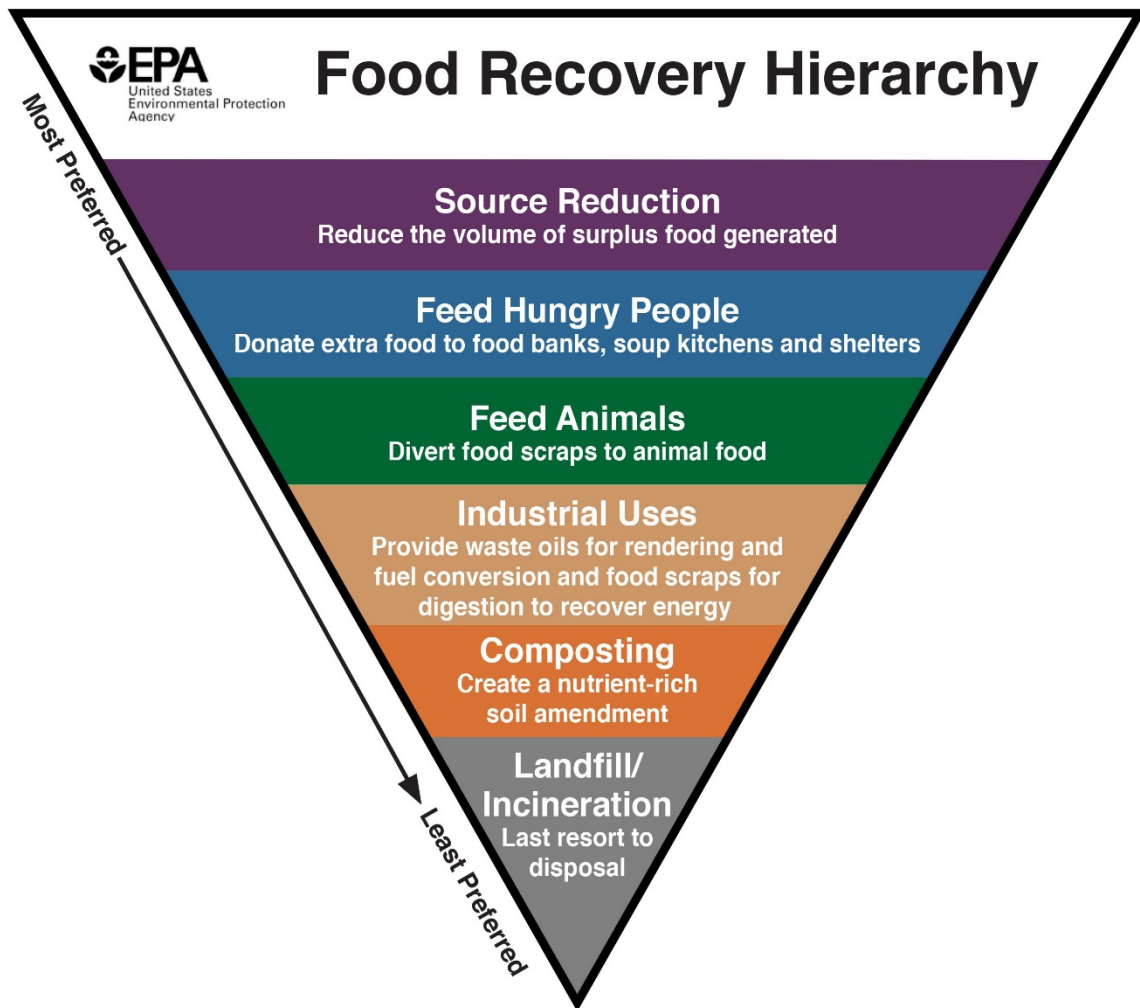 EPA
United States
Environmental Protection
Agency
Food Recovery Hierarchy
Most Preferred
Source Reduction
Reduce the volume of surplus food generated
Feed Hungry People
Donate extra food to food banks, soup kitchens and shelters
Feed Animals
Divert food scraps to animal food
Industrial Uses
Provide waste oils for rendering and
fuel conversion and food scraps for
digestion to recover energy
Composting
Create a nutrient-rich
soil amendment
Landfill/
Incineration
Last resort to
disposal
Least Preferred